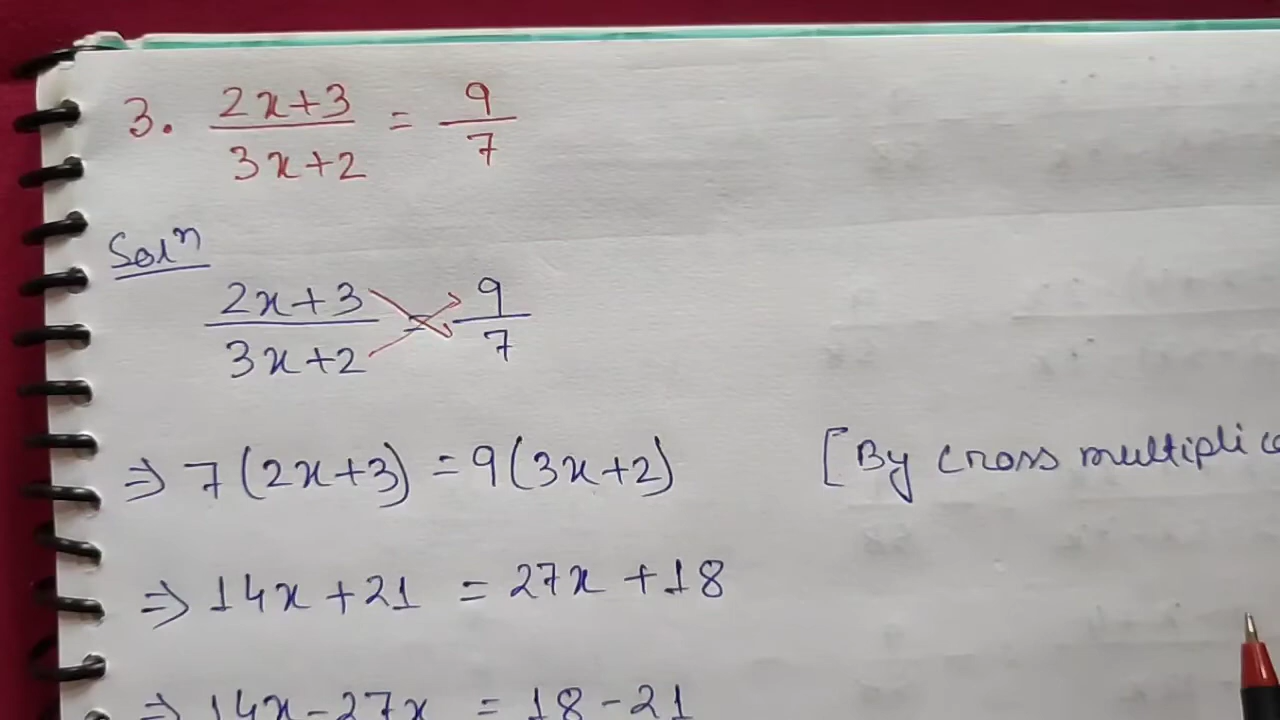 3. (2x+3)/(3x+2) = 9/7
Solⁿ
(2x+3)/(3x+2) = 9/7
⇒ 7(2x+3) = 9(3x+2) [By cross multiplic
⇒ 14x+21 = 27x+18
⇒ 14x-27x = 18-21